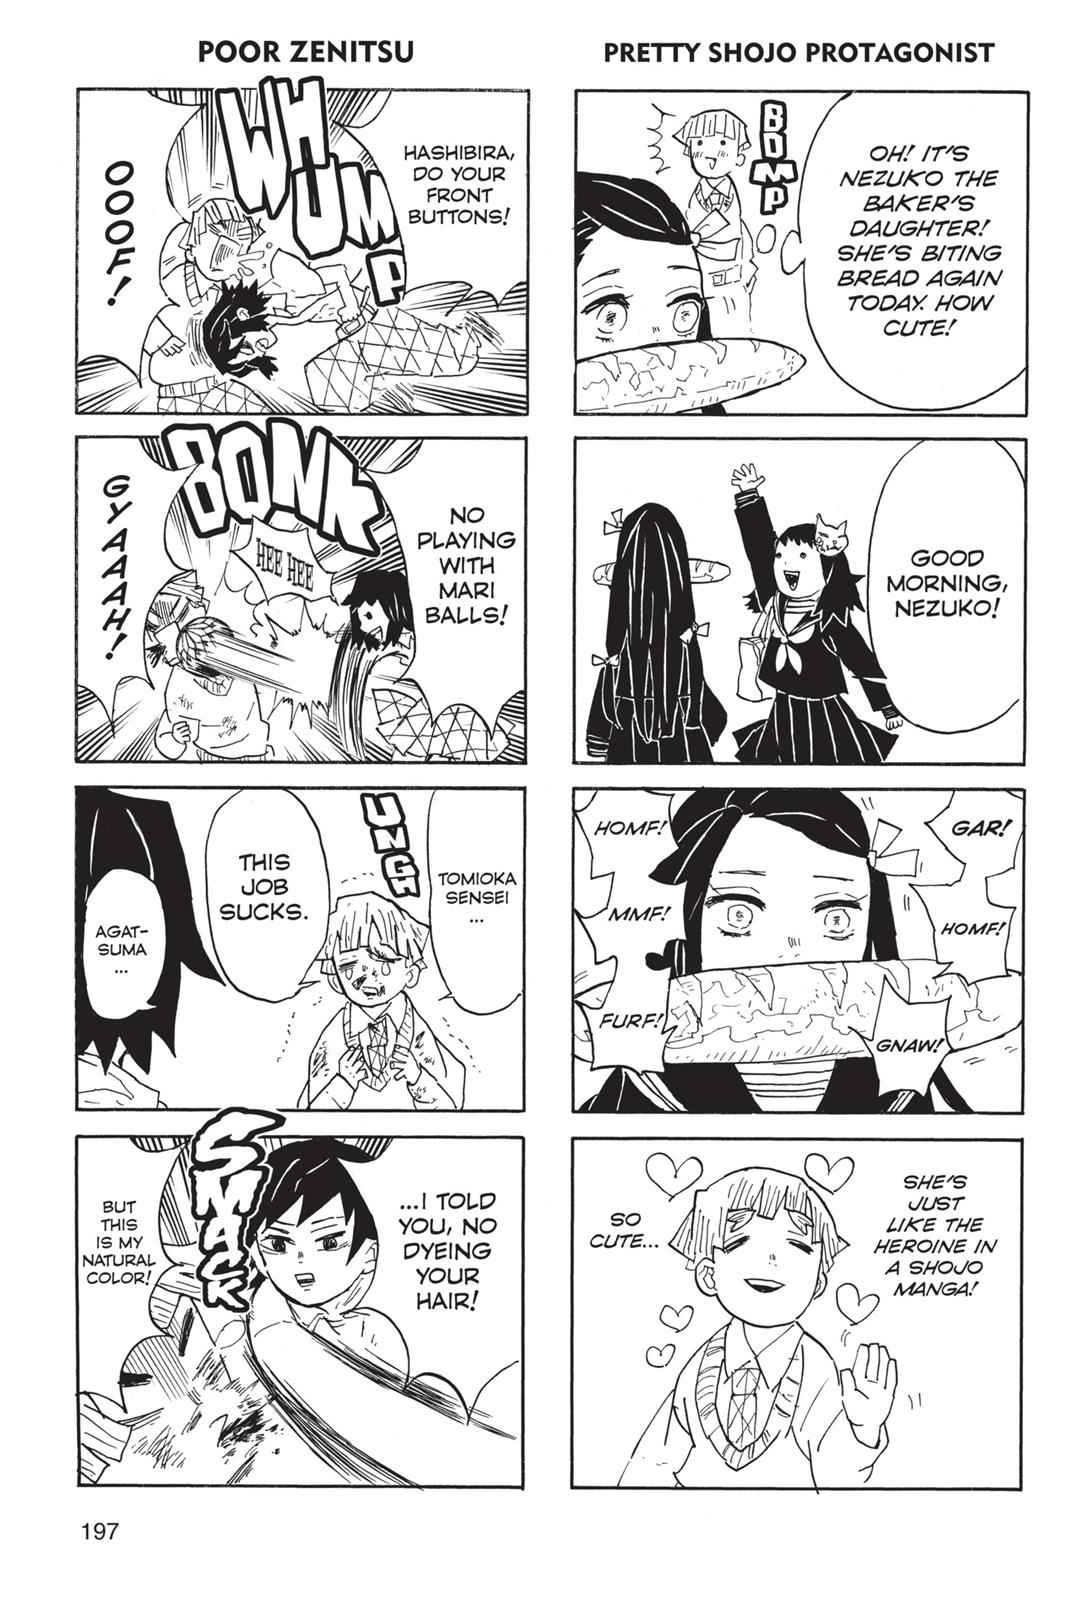 PRETTY SHOJO PROTAGONIST
BOMP
OH! IT'S
NEZUKO THE
BAKER'S
DAUGHTER!
SHE'S BITING
BREAD AGAIN
TODAY. HOW
CUTE!
GOOD
MORNING,
NEZUKO!
GAR!
HOMF!
HOMF!
MMF!
FURF!
GNAW!
SHE'S
JUST
LIKE THE
HEROINE IN
A SHOJO
MANGA!
SO
CUTE...
POOR ZENITSU
HASHIBIRA,
DO YOUR
FRONT
BUTTONS!
WHUMP
OOOF!
NO
PLAYING
WITH
MARI
BALLS!
BONK
HEE HEE
GYAAAH!
TOMIOKA
SENSEI
...
UNGH
THIS
JOB
SUCKS.
AGAT-
SUMA
...
...I TOLD
YOU, NO
DYEING
YOUR
HAIR!
SMACK
BUT
THIS
IS MY
NATURAL
COLOR!
197